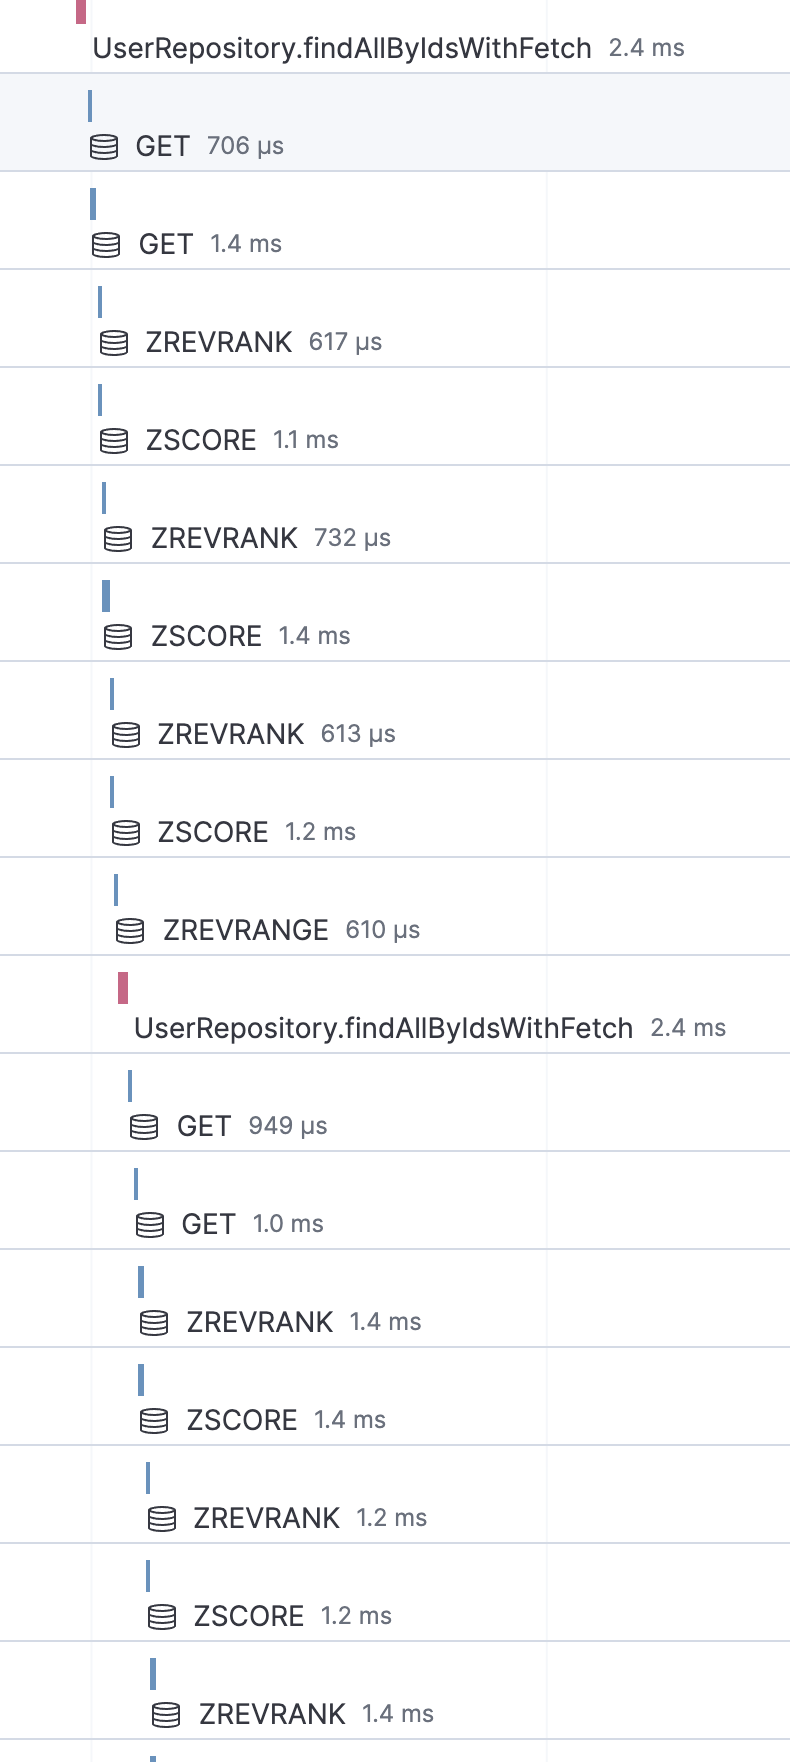 UserRepository.findAllByIdsWithFetch 2.4 ms
GET 706 µs
GET 1.4 ms
ZREVRANK 617 µs
ZSCORE 1.1 ms
ZREVRANK 732 µs
ZSCORE 1.4 ms
ZREVRANK 613 µs
ZSCORE 1.2 ms
ZREVRANGE 610 µs
UserRepository.findAllByIdsWithFetch 2.4 ms
GET 949 µs
GET 1.0 ms
ZREVRANK 1.4 ms
ZSCORE 1.4 ms
ZREVRANK 1.2 ms
ZSCORE 1.2 ms
ZREVRANK 1.4 ms